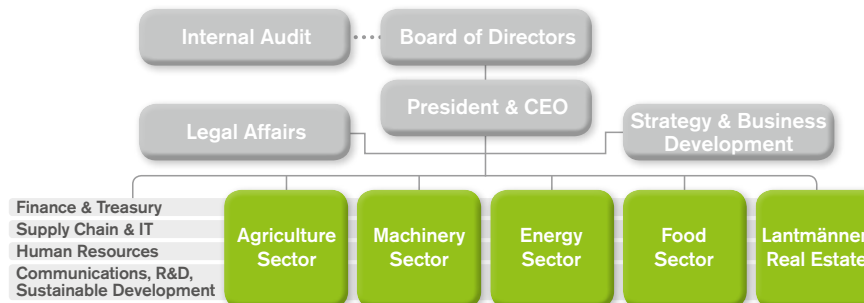 Internal Audit
Board of Directors
President & CEO
Legal Affairs
Strategy & Business
Development
Finance & Treasury
Supply Chain & IT
Human Resources
Communications, R&D,
Sustainable Development
Agriculture
Sector
Machinery
Sector
Energy
Sector
Food
Sector
Lantmännen
Real Estate